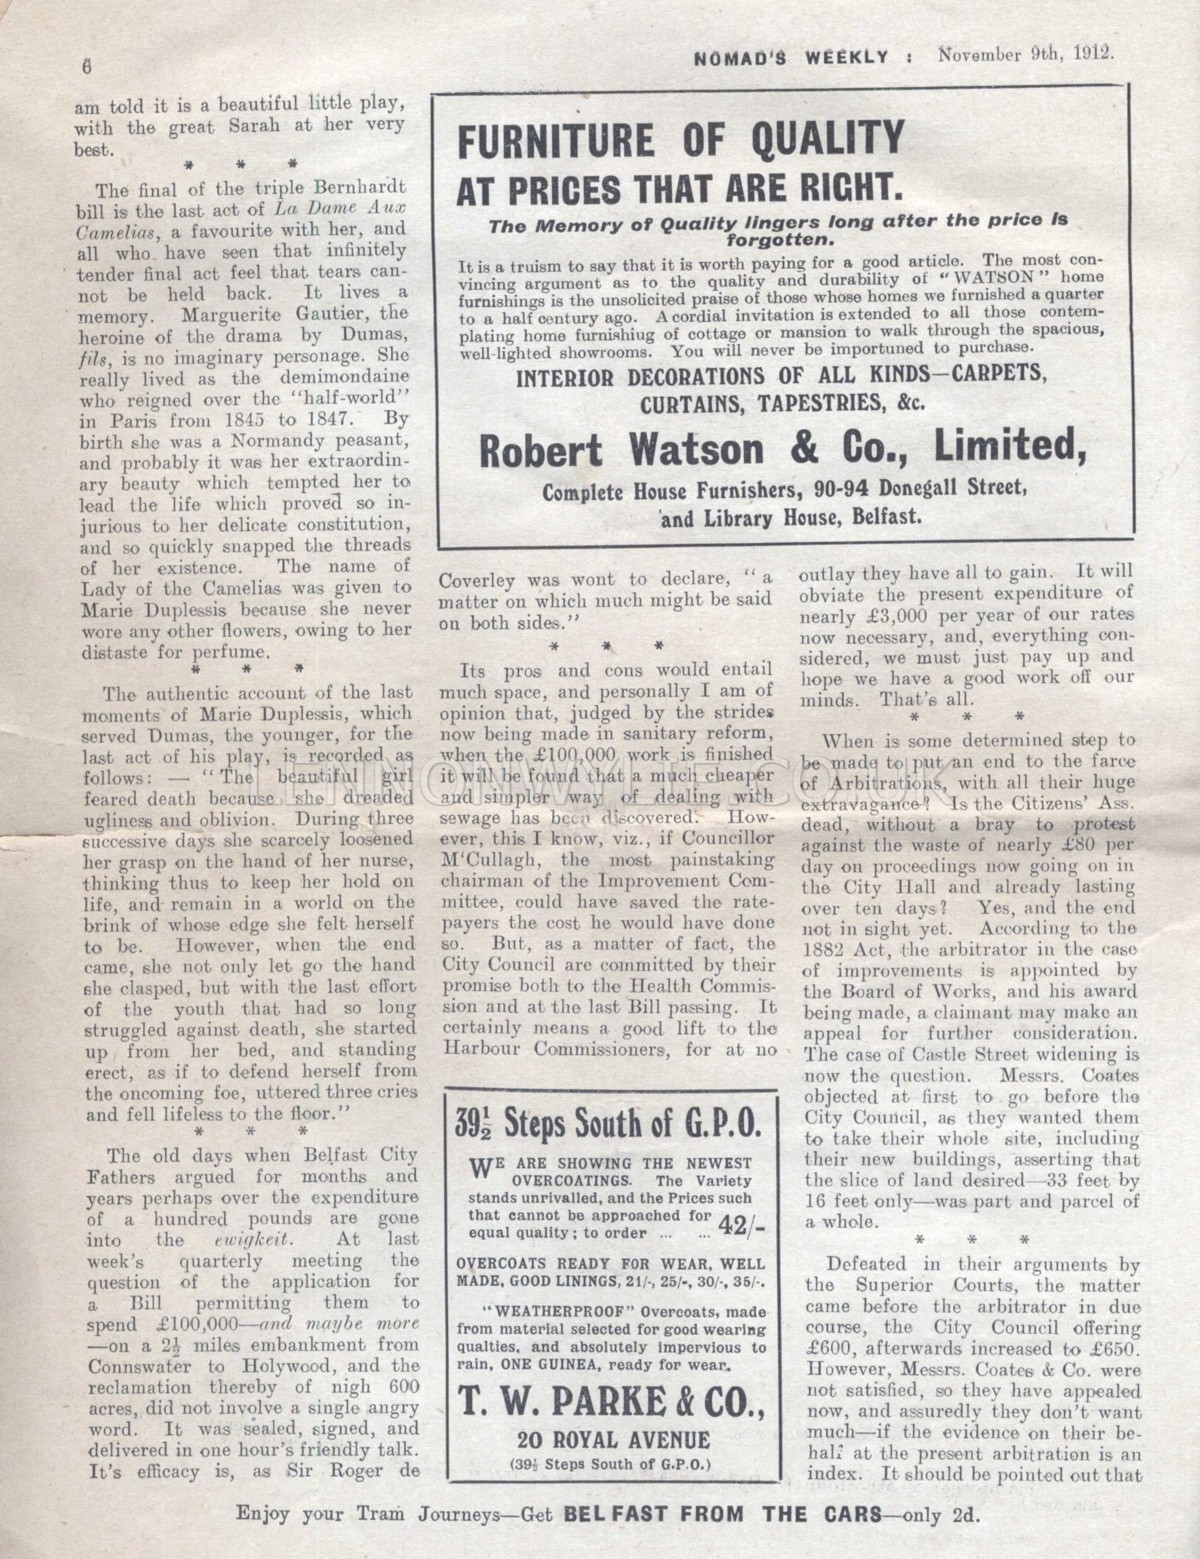 6
NOMAD'S WEEKLY : November 9th, 1912.
am told it is a beautiful little play,
with the great Sarah at her very
best.
* * *
The final of the triple Bernhardt
bill is the last act of La Dame Aux
Camelias, a favourite with her, and
all who have seen that infinitely
tender final act feel that tears can-
not be held back. It lives a
memory. Marguerite Gautier, the
heroine of the drama by Dumas,
fils, is no imaginary personage. She
really lived as the demimondaine
who reigned over the "half-world"
in Paris from 1845 to 1847. By
birth she was a Normandy peasant,
and probably it was her extraordin-
ary beauty which tempted her to
lead the life which proved so in-
jurious to her delicate constitution,
and so quickly snapped the threads
of her existence. The name of
Lady of the Camelias was given to
Marie Duplessis because she never
wore any other flowers, owing to her
distaste for perfume.
* * *
The authentic account of the last
moments of Marie Duplessis, which
served Dumas, the younger, for the
last act of his play, is recorded as
follows: — "The beautiful girl
feared death because she dreaded
ugliness and oblivion. During three
successive days she scarcely loosened
her grasp on the hand of her nurse,
thinking thus to keep her hold on
life, and remain in a world on the
brink of whose edge she felt herself
to be. However, when the end
came, she not only let go the hand
she clasped, but with the last effort
of the youth that had so long
struggled against death, she started
up from her bed, and standing
erect, as if to defend herself from
the oncoming foe, uttered three cries
and fell lifeless to the floor."
* * *
The old days when Belfast City
Fathers argued for months and
years perhaps over the expenditure
of a hundred pounds are gone
into the ewigkeit. At last
week's quarterly meeting the
question of the application for
a Bill permitting them to
spend £100,000—and maybe more
—on a 2½ miles embankment from
Connswater to Holywood, and the
reclamation thereby of nigh 600
acres, did not involve a single angry
word. It was sealed, signed, and
delivered in one hour's friendly talk.
It's efficacy is, as Sir Roger de
FURNITURE OF QUALITY
AT PRICES THAT ARE RIGHT.
The Memory of Quality lingers long after the price is
forgotten.
It is a truism to say that it is worth paying for a good article. The most con-
vincing argument as to the quality and durability of "WATSON" home
furnishings is the unsolicited praise of those whose homes we furnished a quarter
to a half century ago. A cordial invitation is extended to all those contem-
plating home furnishiug of cottage or mansion to walk through the spacious,
well-lighted showrooms. You will never be importuned to purchase.
INTERIOR DECORATIONS OF ALL KINDS—CARPETS,
CURTAINS, TAPESTRIES, &c.
Robert Watson & Co., Limited,
Complete House Furnishers, 90-94 Donegall Street,
and Library House, Belfast.
Coverley was wont to declare, "a
matter on which much might be said
on both sides."
* * *
Its pros and cons would entail
much space, and personally I am of
opinion that, judged by the strides
now being made in sanitary reform,
when the £100,000 work is finished
it will be found that a much cheaper
and simpler way of dealing with
sewage has been discovered. How-
ever, this I know, viz., if Councillor
M'Cullagh, the most painstaking
chairman of the Improvement Com-
mittee, could have saved the rate-
payers the cost he would have done
so. But, as a matter of fact, the
City Council are committed by their
promise both to the Health Commis-
sion and at the last Bill passing. It
certainly means a good lift to the
Harbour Commissioners, for at no
39½ Steps South of G.P.O.
WE ARE SHOWING THE NEWEST
OVERCOATINGS. The Variety
stands unrivalled, and the Prices such
that cannot be approached for
equal quality; to order ... ... 42/-
OVERCOATS READY FOR WEAR, WELL
MADE, GOOD LININGS, 21/-, 25/-, 30/-, 35/-.
"WEATHERPROOF" Overcoats, made
from material selected for good wearing
qualties, and absolutely impervious to
rain, ONE GUINEA, ready for wear.
T. W. PARKE & CO.,
20 ROYAL AVENUE
(39½ Steps South of G.P.O.)
outlay they have all to gain. It will
obviate the present expenditure of
nearly £3,000 per year of our rates
now necessary, and, everything con-
sidered, we must just pay up and
hope we have a good work off our
minds. That's all.
* * *
When is some determined step to
be made to put an end to the farce
of Arbitrations, with all their huge
extravagance? Is the Citizens' Ass.
dead, without a bray to protest
against the waste of nearly £80 per
day on proceedings now going on in
the City Hall and already lasting
over ten days? Yes, and the end
not in sight yet. According to the
1882 Act, the arbitrator in the case
of improvements is appointed by
the Board of Works, and his award
being made, a claimant may make an
appeal for further consideration.
The case of Castle Street widening is
now the question. Messrs. Coates
objected at first to go before the
City Council, as they wanted them
to take their whole site, including
their new buildings, asserting that
the slice of land desired—33 feet by
16 feet only—was part and parcel of
a whole.
* * *
Defeated in their arguments by
the Superior Courts, the matter
came before the arbitrator in due
course, the City Council offering
£600, afterwards increased to £650.
However, Messrs. Coates & Co. were
not satisfied, so they have appealed
now, and assuredly they don't want
much—if the evidence on their be-
half at the present arbitration is an
index. It should be pointed out that
Enjoy your Tram Journeys—Get BELFAST FROM THE CARS—only 2d.
LENNONWYLIE.CO.UK